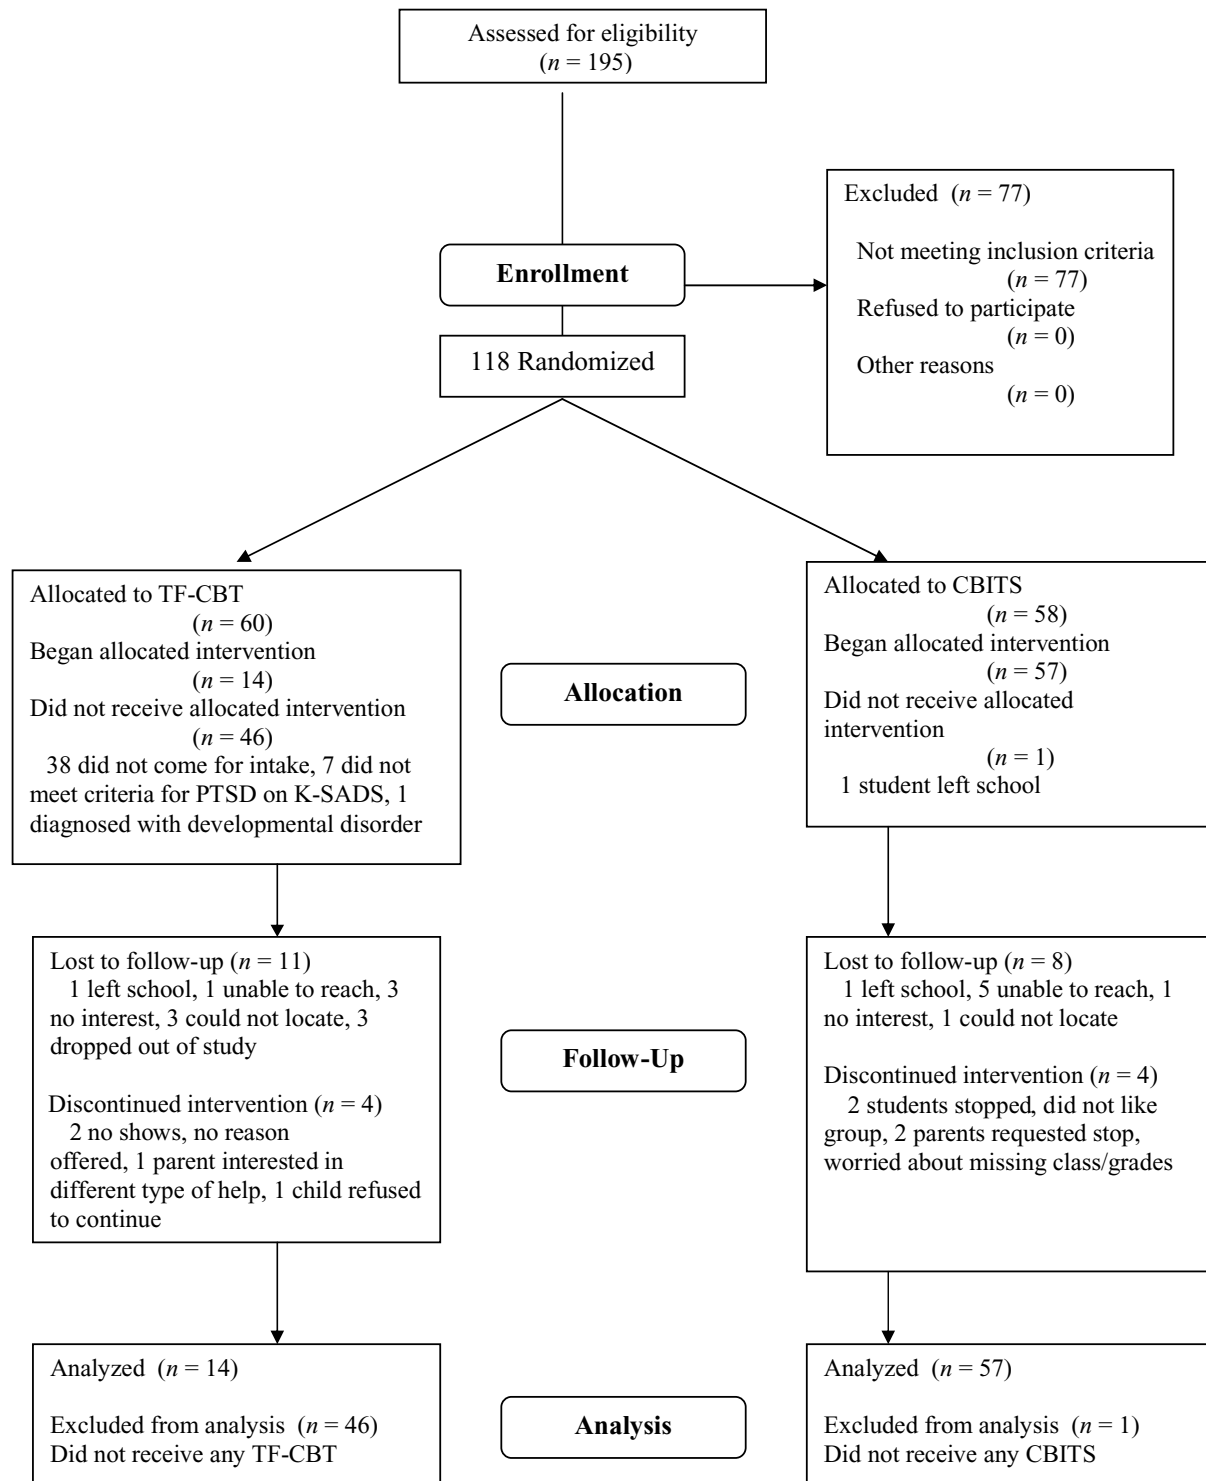 Assessed for eligibility
(n = 195)
Excluded (n = 77)
Not meeting inclusion criteria
(n = 77)
Refused to participate
(n = 0)
Other reasons
(n = 0)
Enrollment
118 Randomized
Allocated to TF-CBT
(n = 60)
Began allocated intervention
(n = 14)
Did not receive allocated intervention
(n = 46)
38 did not come for intake, 7 did not
meet criteria for PTSD on K-SADS, 1
diagnosed with developmental disorder
Allocation
Allocated to CBITS
(n = 58)
Began allocated intervention
(n = 57)
Did not receive allocated
intervention
(n = 1)
1 student left school
Lost to follow-up (n = 11)
1 left school, 1 unable to reach, 3
no interest, 3 could not locate, 3
dropped out of study
Discontinued intervention (n = 4)
2 no shows, no reason
offered, 1 parent interested in
different type of help, 1 child refused
to continue
Follow-Up
Lost to follow-up (n = 8)
1 left school, 5 unable to reach, 1
no interest, 1 could not locate
Discontinued intervention (n = 4)
2 students stopped, did not like
group, 2 parents requested stop,
worried about missing class/grades
Analyzed (n = 14)
Excluded from analysis (n = 46)
Did not receive any TF-CBT
Analysis
Analyzed (n = 57)
Excluded from analysis (n = 1)
Did not receive any CBITS